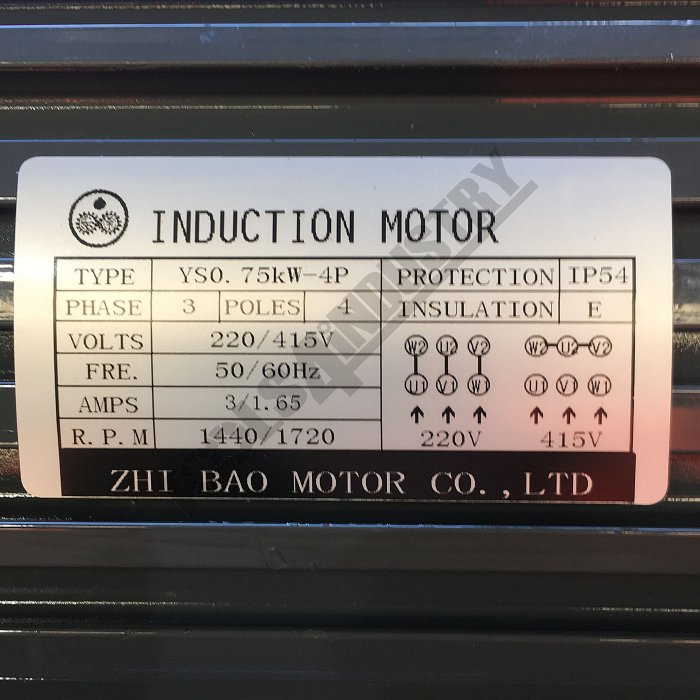 INDUCTION MOTOR
TYPE YS0.75kW-4P PROTECTION IP54
PHASE 3 POLES 4 INSULATION E
VOLTS 220/415V
FRE. 50/60Hz
AMPS 3/1.65
R.P.M 1440/1720
W2 U2 V2 W2 U2 V2
U1 V1 W1 U1 V1 W1
220V 415V
ZHI BAO MOTOR CO.,LTD